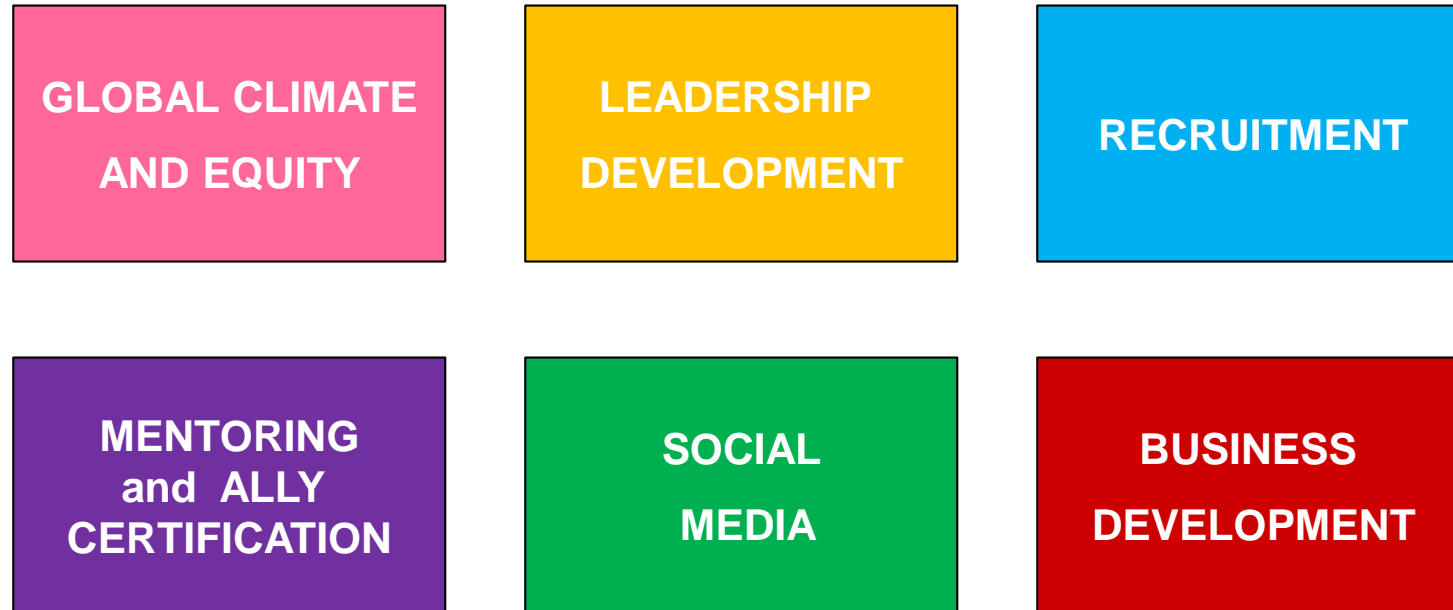 GLOBAL CLIMATE
AND EQUITY
LEADERSHIP
DEVELOPMENT
RECRUITMENT
MENTORING
and ALLY
CERTIFICATION
SOCIAL
MEDIA
BUSINESS
DEVELOPMENT